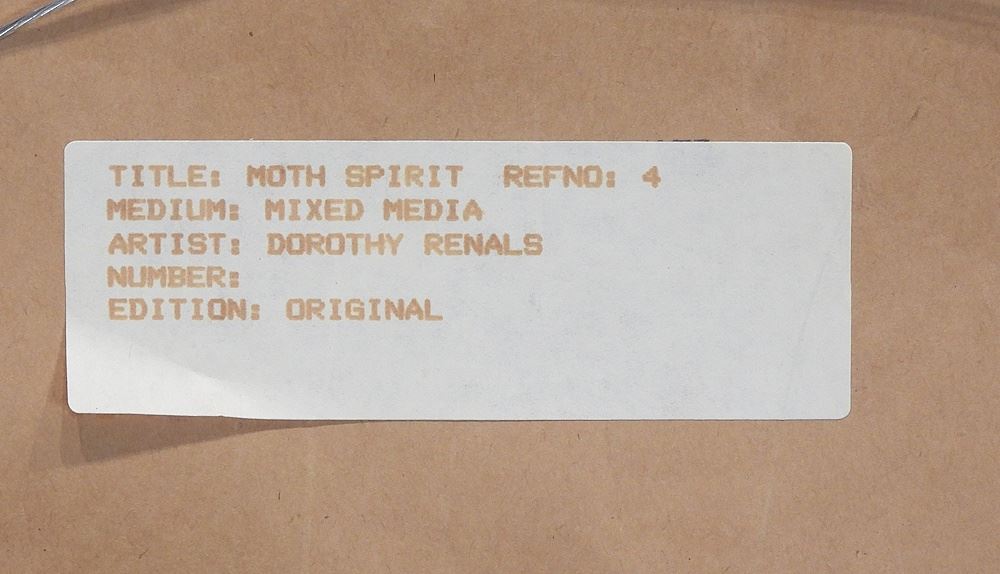 TITLE: MOTH SPIRIT  REFNO: 4
MEDIUM: MIXED MEDIA
ARTIST: DOROTHY RENALS
NUMBER:
EDITION: ORIGINAL